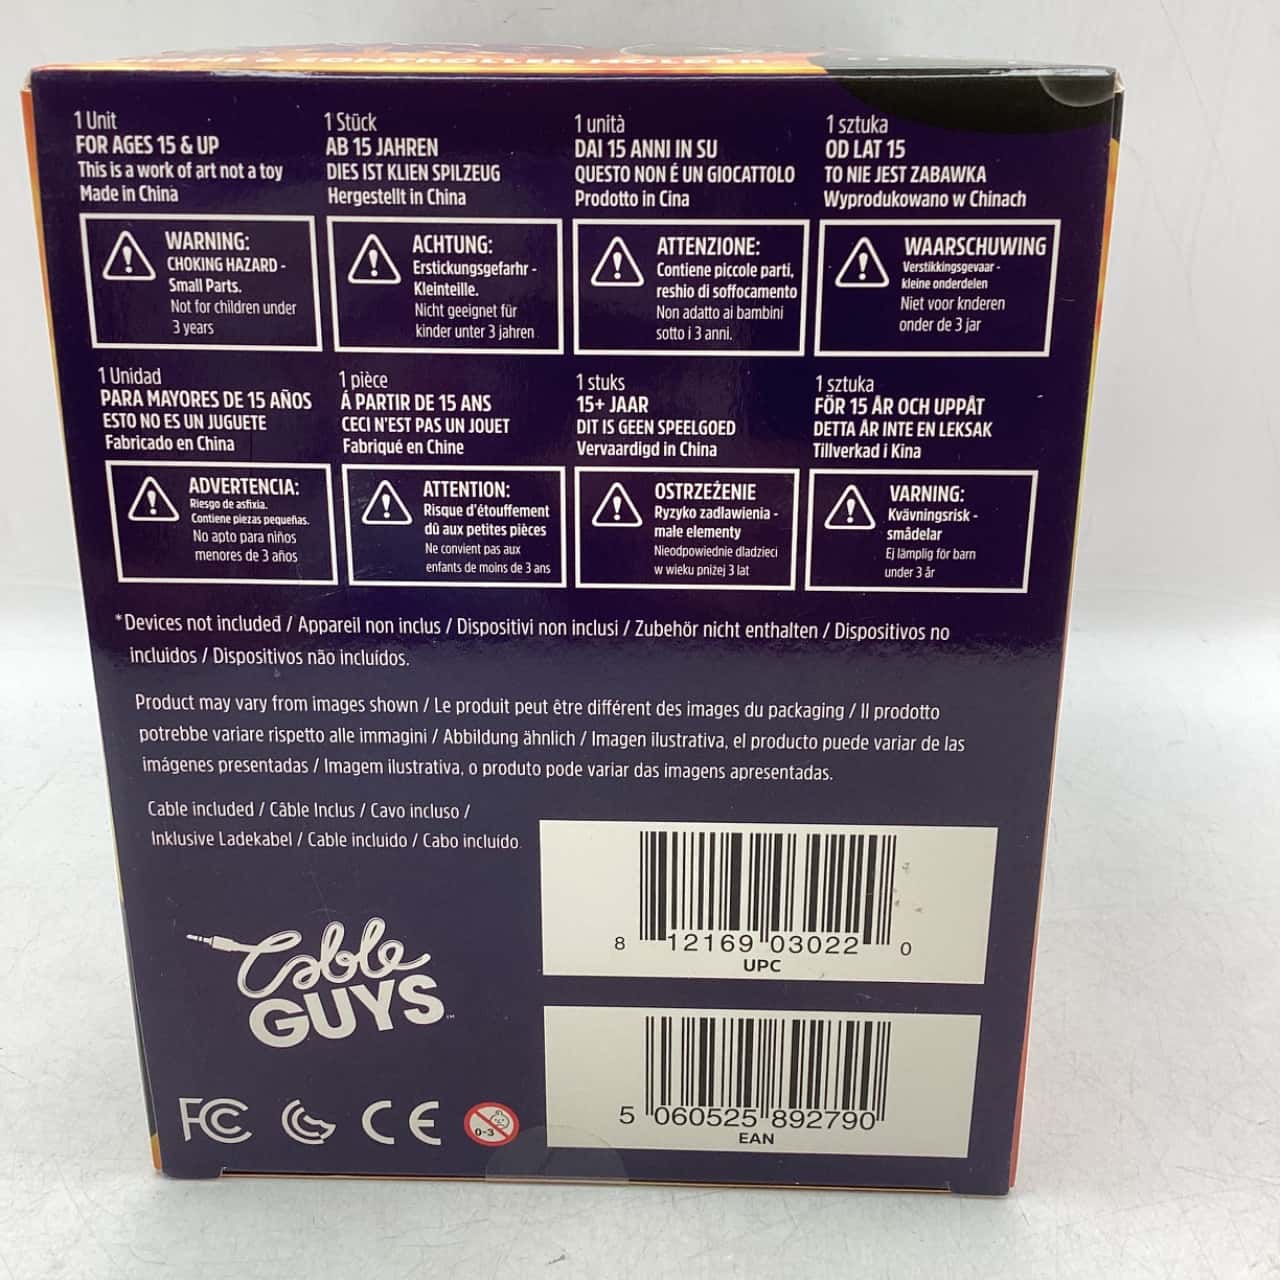 PHONE & CONTROLLER HOLDER
1 Unit
FOR AGES 15 & UP
This is a work of art not a toy
Made in China
WARNING:
CHOKING HAZARD -
Small Parts.
Not for children under
3 years
1 Stück
AB 15 JAHREN
DIES IST KLIEN SPILZEUG
Hergestellt in China
ACHTUNG:
Erstickungsgefarhr -
Kleinteille.
Nicht geeignet für
kinder unter 3 jahren
1 unità
DAI 15 ANNI IN SU
QUESTO NON É UN GIOCATTOLO
Prodotto in Cina
ATTENZIONE:
Contiene piccole parti,
reshio di soffocamento
Non adatto ai bambini
sotto i 3 anni.
1 sztuka
OD LAT 15
TO NIE JEST ZABAWKA
Wyprodukowano w Chinach
WAARSCHUWING
Verstikkingsgevaar -
kleine onderdelen
Niet voor knderen
onder de 3 jar
1 Unidad
PARA MAYORES DE 15 AÑOS
ESTO NO ES UN JUGUETE
Fabricado en China
ADVERTENCIA:
Riesgo de asfixia.
Contiene piezas pequeñas.
No apto para niños
menores de 3 años
1 pièce
Á PARTIR DE 15 ANS
CECI N'EST PAS UN JOUET
Fabriqué en Chine
ATTENTION:
Risque d'étouffement
dû aux petites pièces
Ne convient pas aux
enfants de moins de 3 ans
1 stuks
15+ JAAR
DIT IS GEEN SPEELGOED
Vervaardigd in China
OSTRZEŻENIE
Ryzyko zadławienia -
małe elementy
Nieodpowiednie dladzieci
w wieku pniżej 3 lat
1 sztuka
FÖR 15 ÅR OCH UPPÅT
DETTA ÄR INTE EN LEKSAK
Tillverkad i Kina
VARNING:
Kvävningsrisk -
smådelar
Ej lämplig för barn
under 3 år
*Devices not included / Appareil non inclus / Dispositivi non inclusi / Zubehör nicht enthalten / Dispositivos no
incluidos / Dispositivos não incluídos.
Product may vary from images shown / Le produit peut être différent des images du packaging / Il prodotto
potrebbe variare rispetto alle immagini / Abbildung ähnlich / Imagen ilustrativa, el producto puede variar de las
imágenes presentadas / Imagem ilustrativa, o produto pode variar das imagens apresentadas.
Cable included / Câble Inclus / Cavo incluso /
Inklusive Ladekabel / Cable incluido / Cabo incluído.
Cable
GUYS™
FC CE 0-3
8 12169 03022 0
UPC
5 060525 892790
EAN